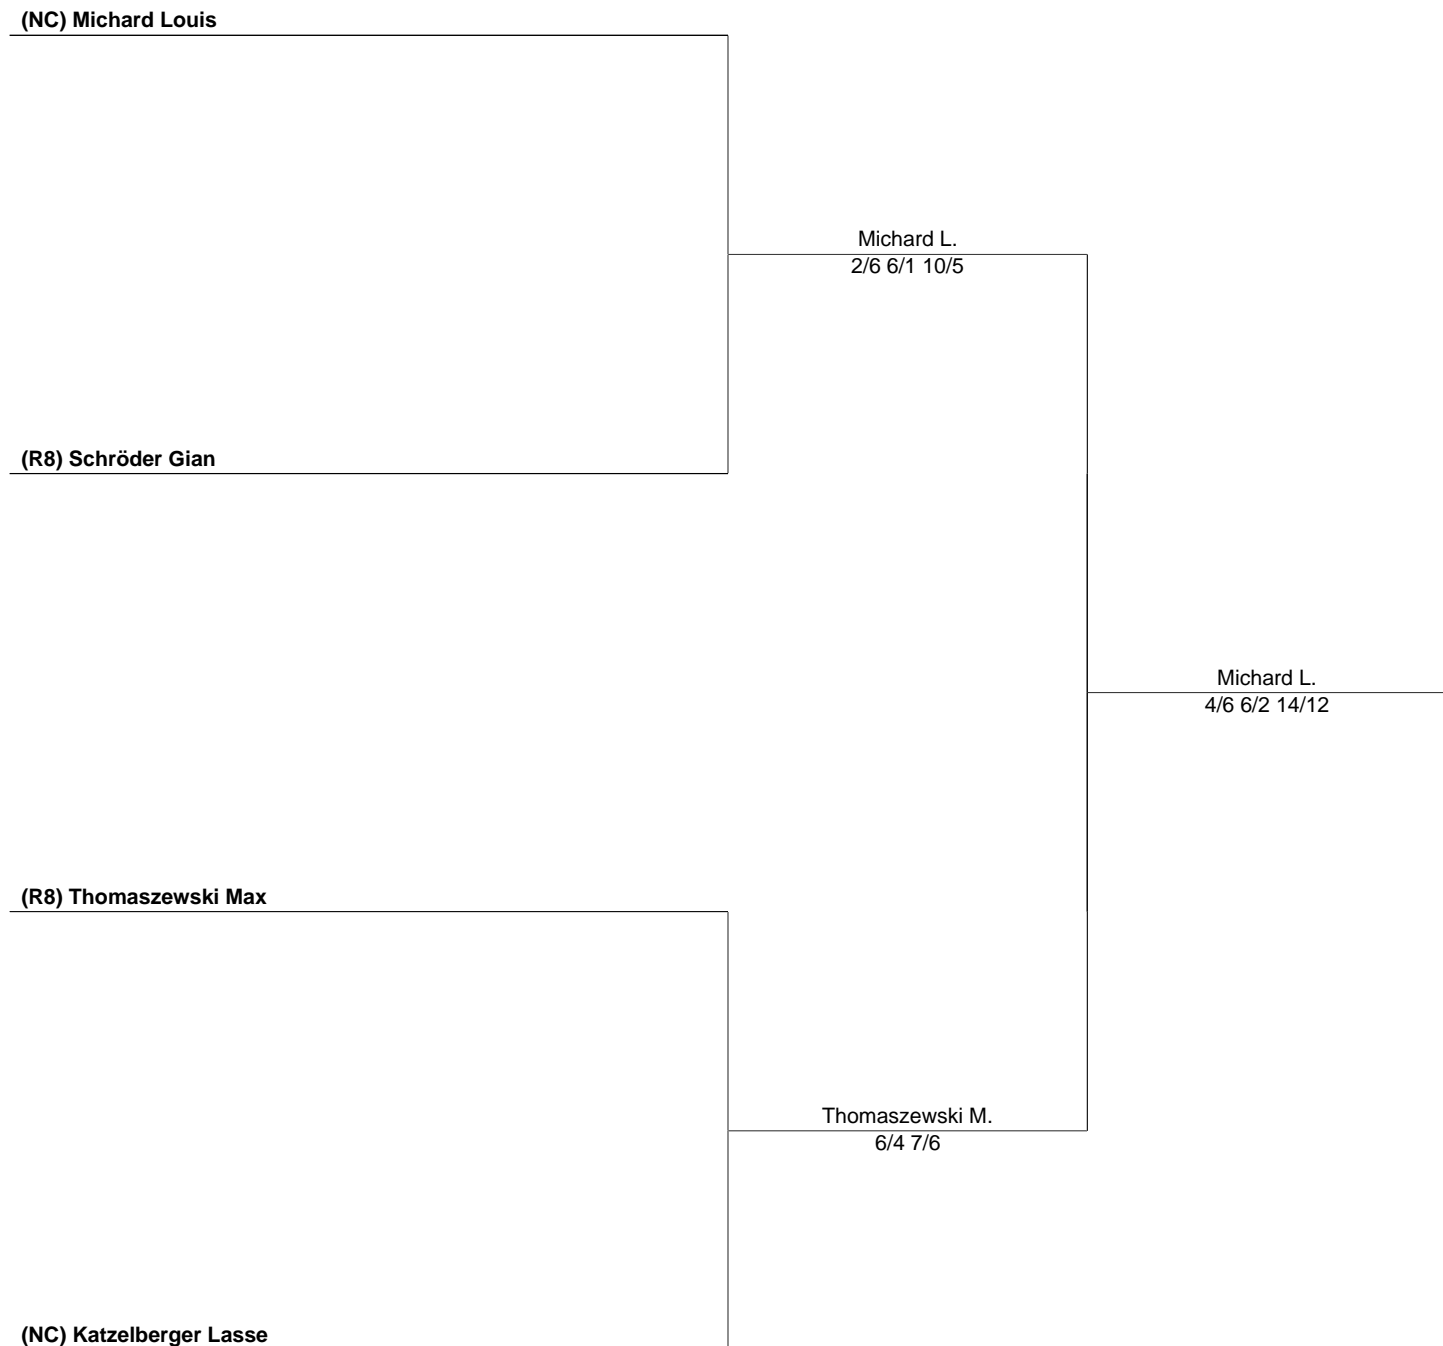 (NC) Michard Louis
Michard L.
2/6 6/1 10/5
(R8) Schröder Gian
Michard L.
4/6 6/2 14/12
(R8) Thomaszewski Max
Thomaszewski M.
6/4 7/6
(NC) Katzelberger Lasse